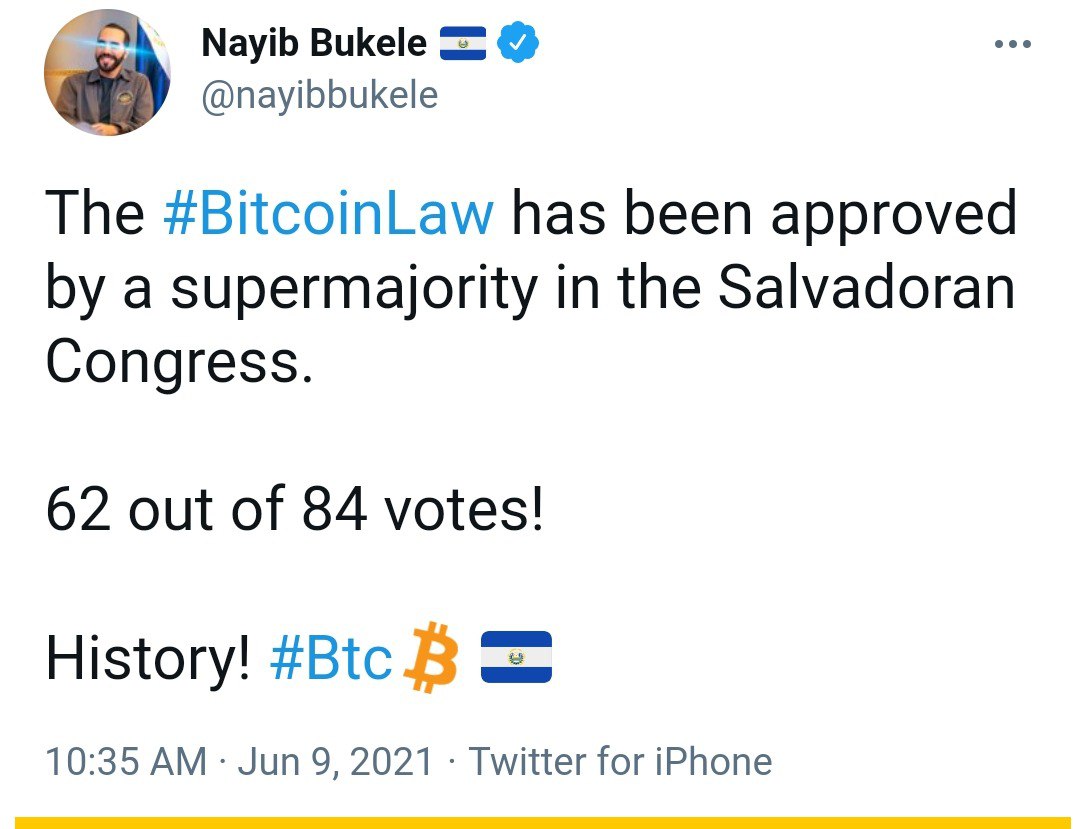 Nayib Bukele 🇸🇻
@nayibbukele
The #BitcoinLaw has been approved
by a supermajority in the Salvadoran
Congress.
62 out of 84 votes!
History! #Btc ₿ 🇸🇻
10:35 AM · Jun 9, 2021 · Twitter for iPhone